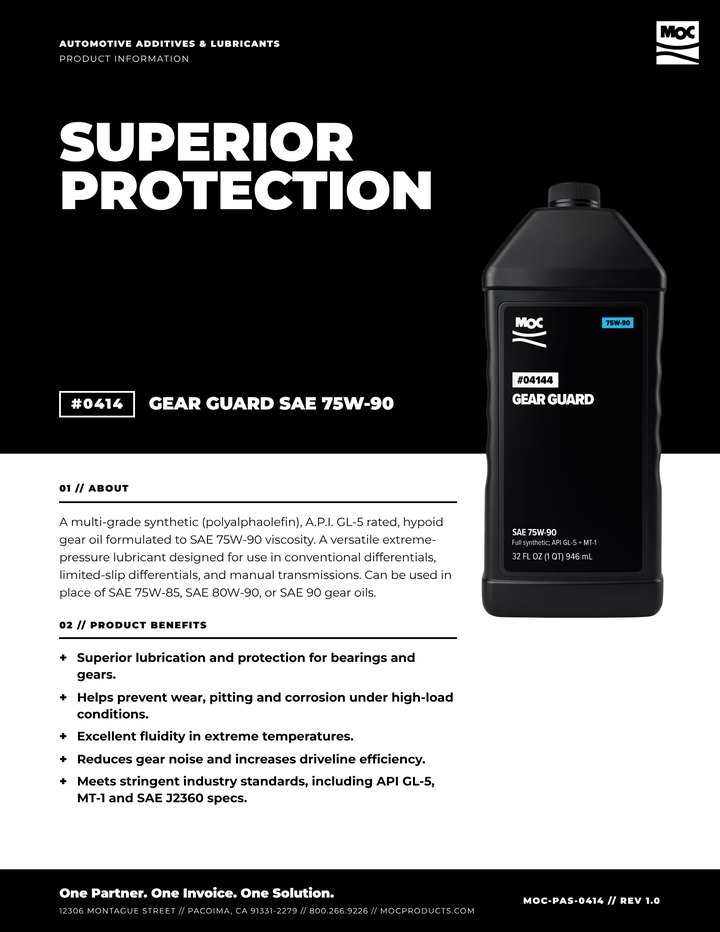 AUTOMOTIVE ADDITIVES & LUBRICANTS
PRODUCT INFORMATION
MOC
SUPERIOR
PROTECTION
#0414
GEAR GUARD SAE 75W-90
MOC
75W-90
#04144
GEAR GUARD
SAE 75W-90
Full synthetic; API GL-5 + MT-1
32 FL OZ (1 QT) 946 mL
01 // ABOUT
A multi-grade synthetic (polyalphaolefin), A.P.I. GL-5 rated, hypoid
gear oil formulated to SAE 75W-90 viscosity. A versatile extreme-
pressure lubricant designed for use in conventional differentials,
limited-slip differentials, and manual transmissions. Can be used in
place of SAE 75W-85, SAE 80W-90, or SAE 90 gear oils.
02 // PRODUCT BENEFITS
+ Superior lubrication and protection for bearings and
gears.
+ Helps prevent wear, pitting and corrosion under high-load
conditions.
+ Excellent fluidity in extreme temperatures.
+ Reduces gear noise and increases driveline efficiency.
+ Meets stringent industry standards, including API GL-5,
MT-1 and SAE J2360 specs.
One Partner. One Invoice. One Solution.
12306 MONTAGUE STREET // PACOIMA, CA 91331-2279 // 800.266.9226 // MOCPRODUCTS.COM
MOC-PAS-0414 // REV 1.0